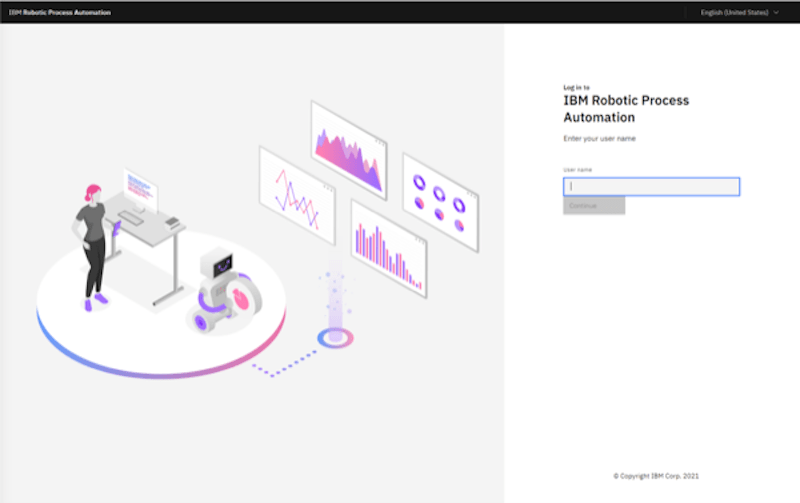 IBM Robotic Process Automation
English (United States)
Log in to
IBM Robotic Process
Automation
Enter your user name
User name
Continue
© Copyright IBM Corp. 2021